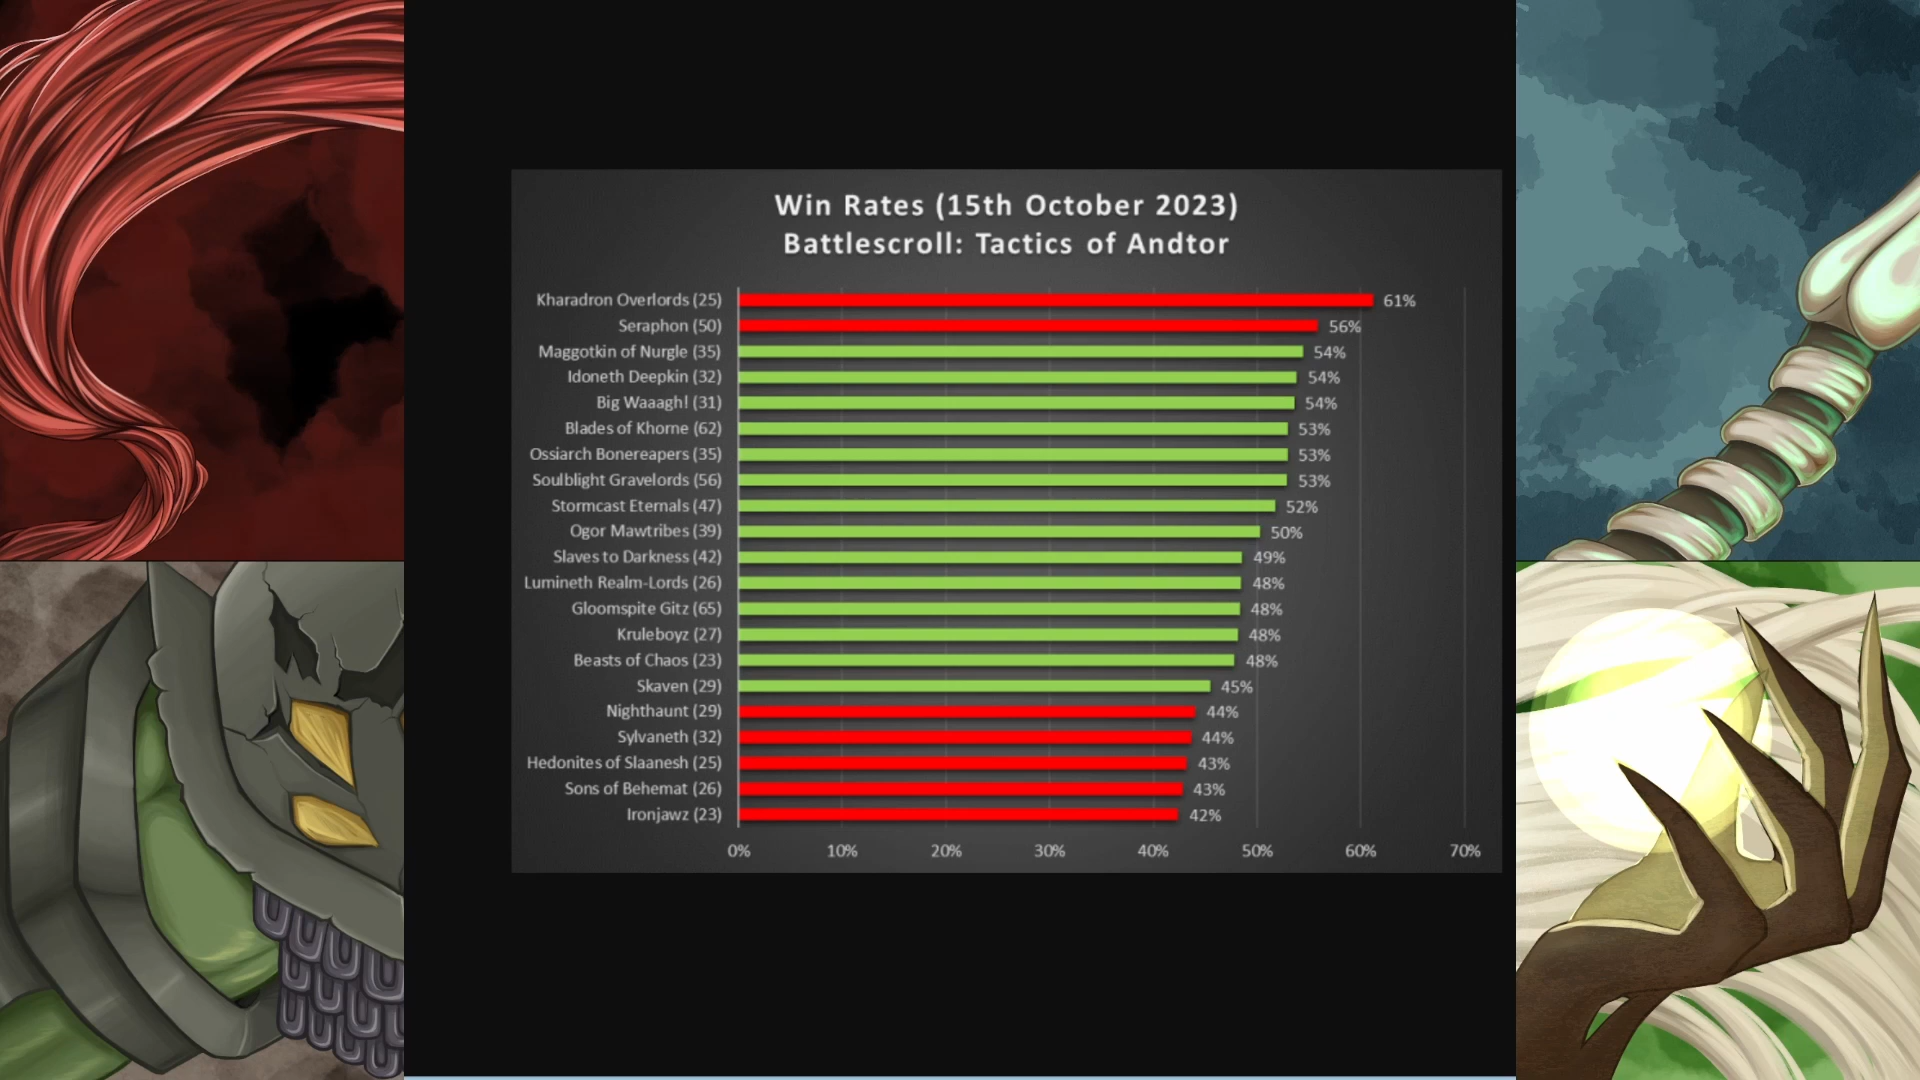 Win Rates (15th October 2023)
Battlescroll: Tactics of Andtor
Kharadron Overlords (25) 61%
Seraphon (50) 56%
Maggotkin of Nurgle (35) 54%
Idoneth Deepkin (32) 54%
Big Waaagh! (31) 54%
Blades of Khorne (62) 53%
Ossiarch Bonereapers (35) 53%
Soulblight Gravelords (56) 53%
Stormcast Eternals (47) 52%
Ogor Mawtribes (39) 50%
Slaves to Darkness (42) 49%
Lumineth Realm-Lords (26) 48%
Gloomspite Gitz (65) 48%
Kruleboyz (27) 48%
Beasts of Chaos (23) 48%
Skaven (29) 45%
Nighthaunt (29) 44%
Sylvaneth (32) 44%
Hedonites of Slaanesh (25) 43%
Sons of Behemat (26) 43%
Ironjawz (23) 42%
0% 10% 20% 30% 40% 50% 60% 70%